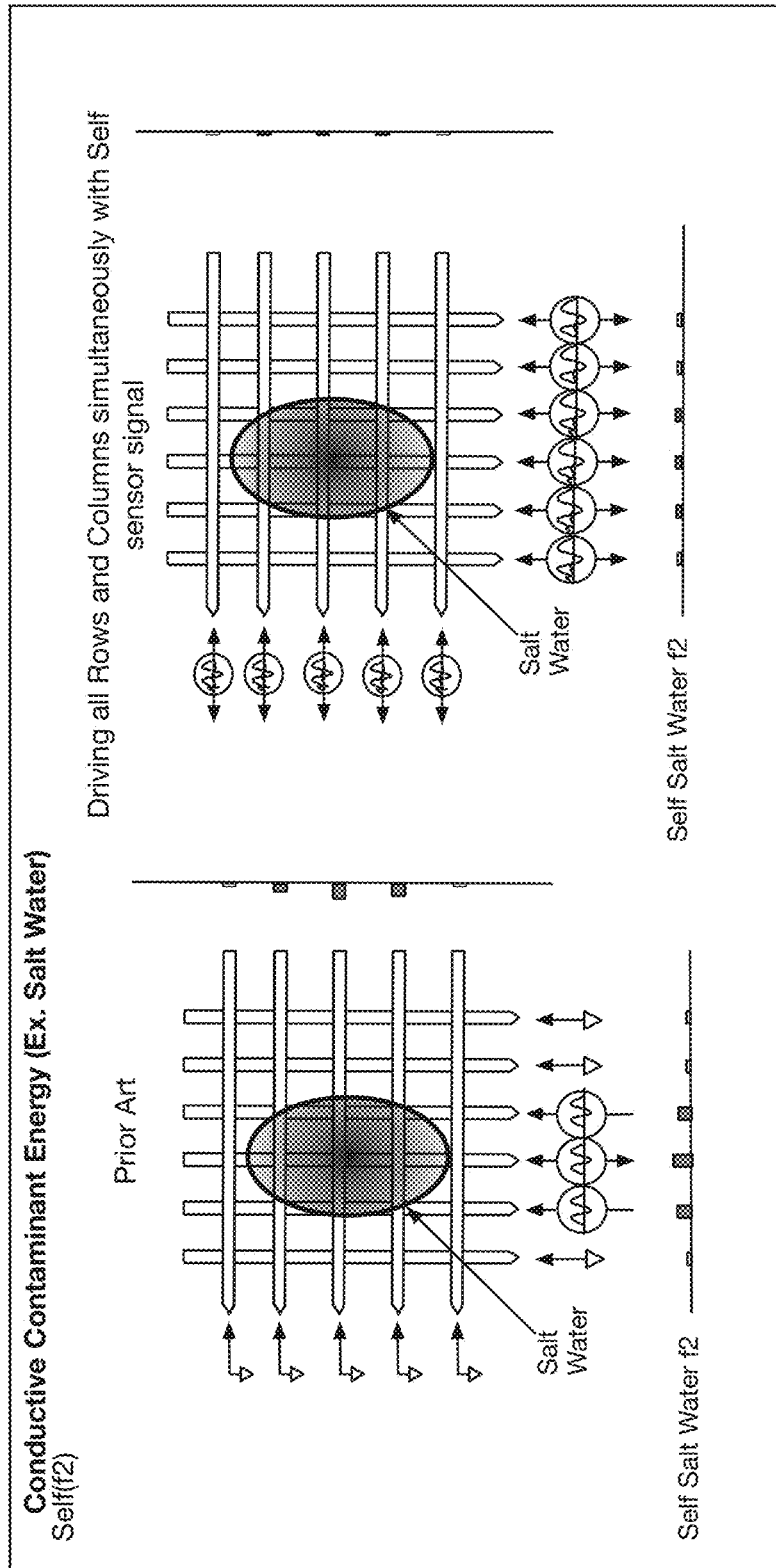 Conductive Contaminant Energy (Ex. Salt Water)
Self(f2)
Prior Art
Salt
Water
Self Salt Water f2
Driving all Rows and Columns simultaneously with Self
sensor signal
Salt
Water
Self Salt Water f2